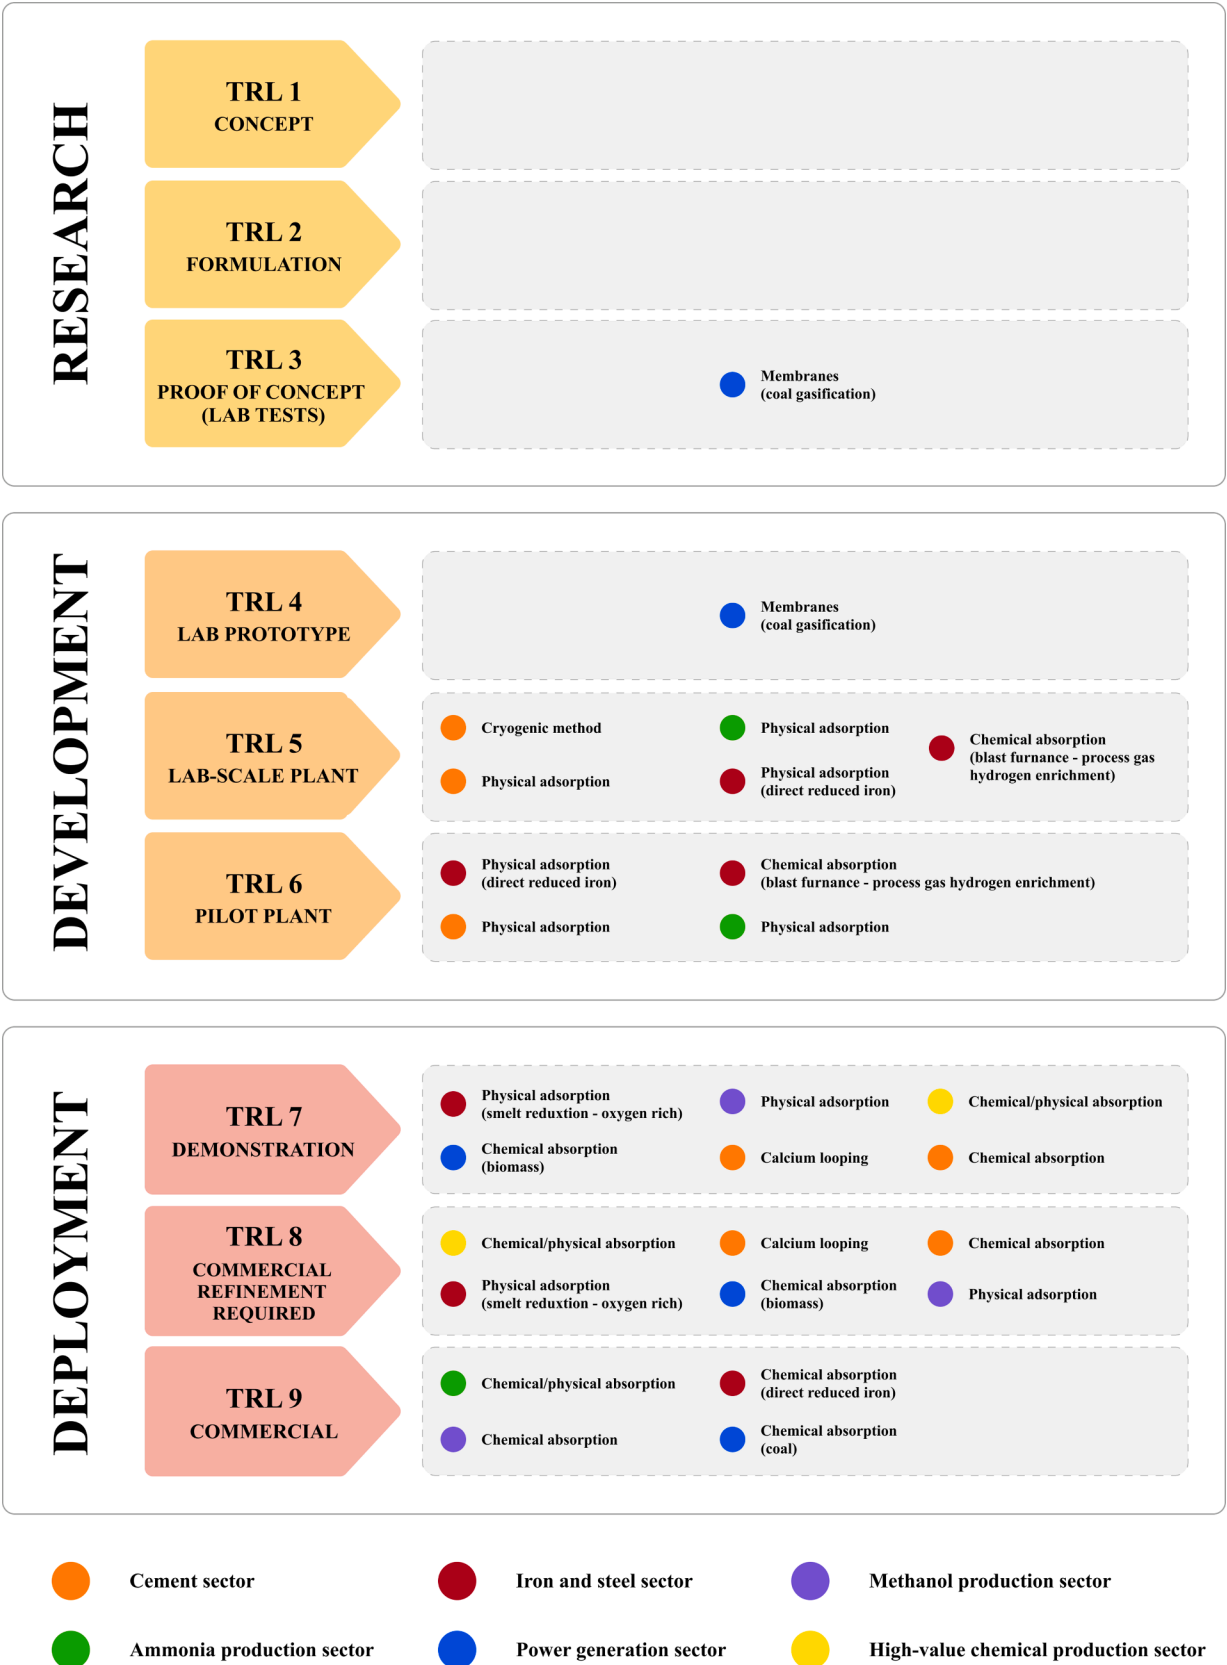 RESEARCH
TRL 1
CONCEPT
TRL 2
FORMULATION
TRL 3
PROOF OF CONCEPT
(LAB TESTS)
Membranes
(coal gasification)
DEVELOPMENT
TRL 4
LAB PROTOTYPE
Membranes
(coal gasification)
TRL 5
LAB-SCALE PLANT
Cryogenic method
Physical adsorption
Physical adsorption
Physical adsorption
(direct reduced iron)
Chemical absorption
(blast furnance - process gas
hydrogen enrichment)
TRL 6
PILOT PLANT
Physical adsorption
(direct reduced iron)
Chemical absorption
(blast furnance - process gas hydrogen enrichment)
Physical adsorption
Physical adsorption
DEPLOYMENT
TRL 7
DEMONSTRATION
Physical adsorption
(smelt reduxtion - oxygen rich)
Physical adsorption
Chemical/physical absorption
Chemical absorption
(biomass)
Calcium looping
Chemical absorption
TRL 8
COMMERCIAL
REFINEMENT
REQUIRED
Chemical/physical absorption
Calcium looping
Chemical absorption
Physical adsorption
(smelt reduxtion - oxygen rich)
Chemical absorption
(biomass)
Physical adsorption
TRL 9
COMMERCIAL
Chemical/physical absorption
Chemical absorption
(direct reduced iron)
Chemical absorption
Chemical absorption
(coal)
Cement sector
Iron and steel sector
Methanol production sector
Ammonia production sector
Power generation sector
High-value chemical production sector